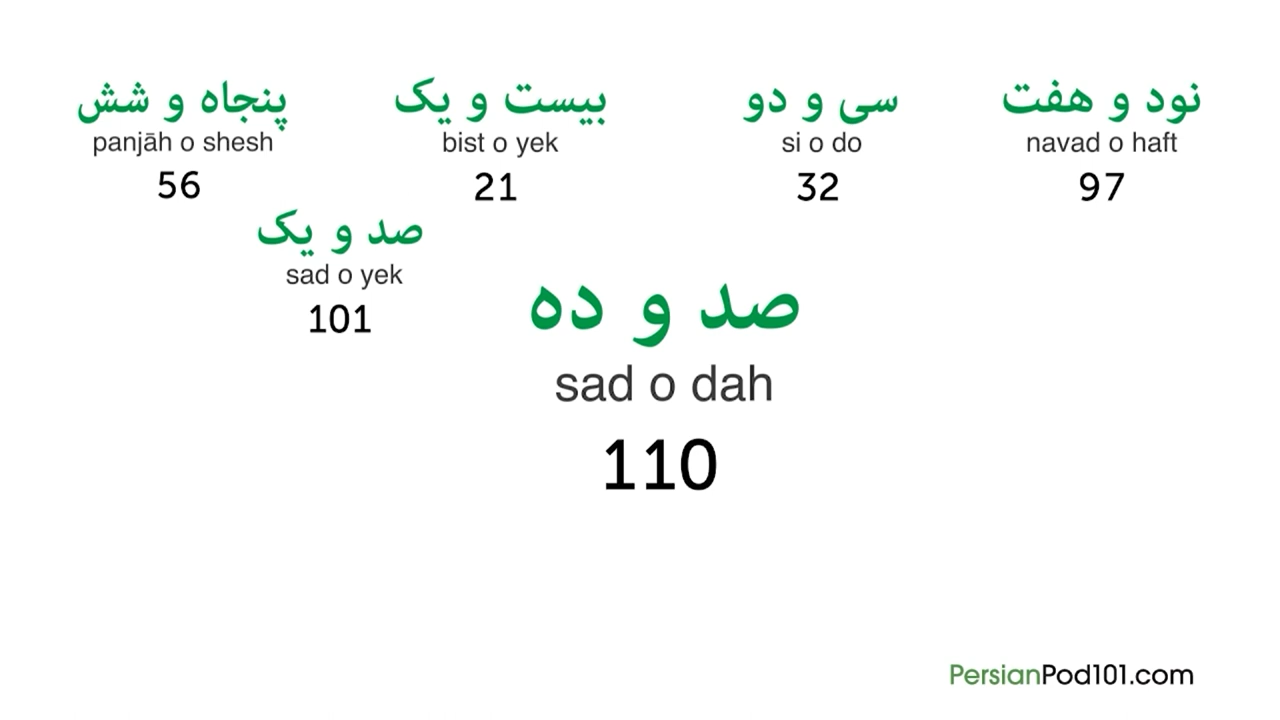 پنجاه و شش
panjāh o shesh
56
بیست و یک
bist o yek
21
سی و دو
si o do
32
نود و هفت
navad o haft
97
صد و یک
sad o yek
101
صد و ده
sad o dah
110
PersianPod101.com